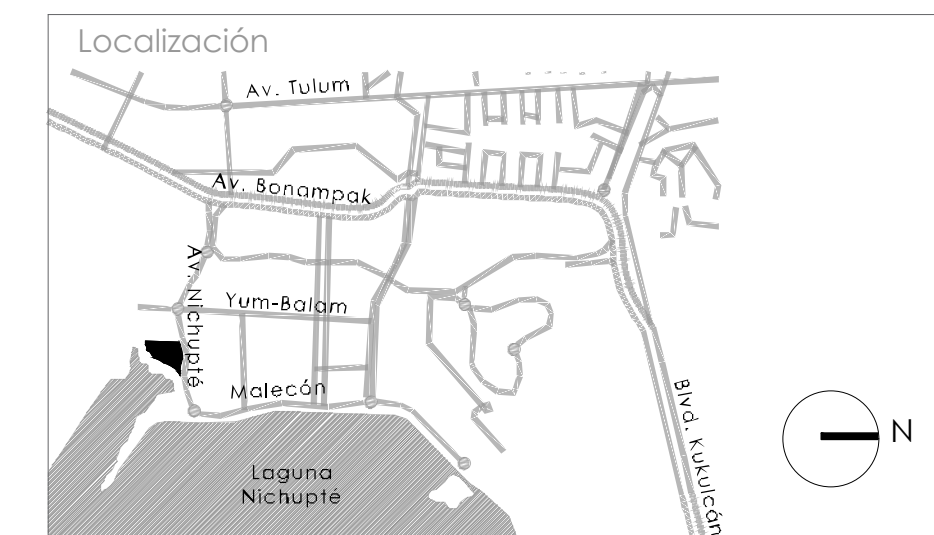 Localización
Av. Tulum
Av. Bonampak
Av. Nichupté
Yum-Balam
Malecón
Blvd. Kukulcán
N
Laguna
Nichupté